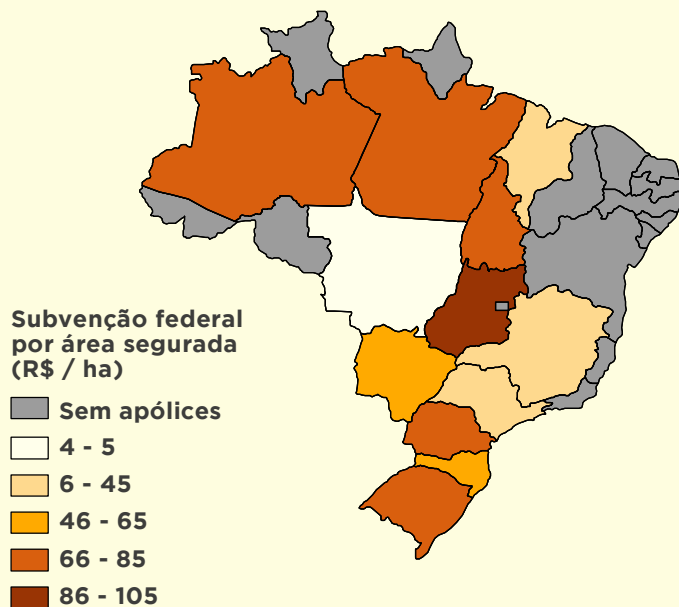 Subvenção federal
por área segurada
(R$ / ha)
Sem apólices
4 - 5
6 - 45
46 - 65
66 - 85
86 - 105